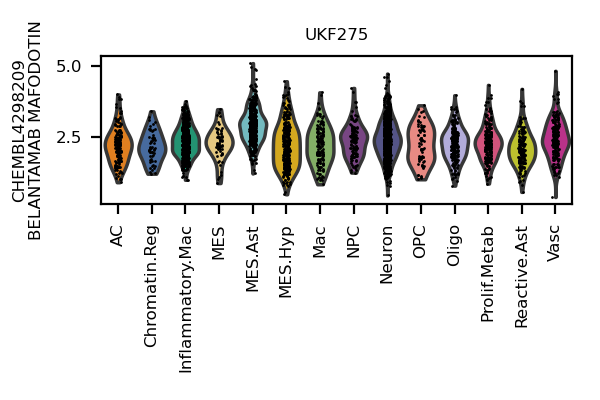 UKF275
CHEMBL4298209
BELANTAMAB MAFODOTIN
5.0
2.5
AC
Chromatin.Reg
Inflammatory.Mac
MES
MES.Ast
MES.Hyp
Mac
NPC
Neuron
OPC
Oligo
Prolif.Metab
Reactive.Ast
Vasc